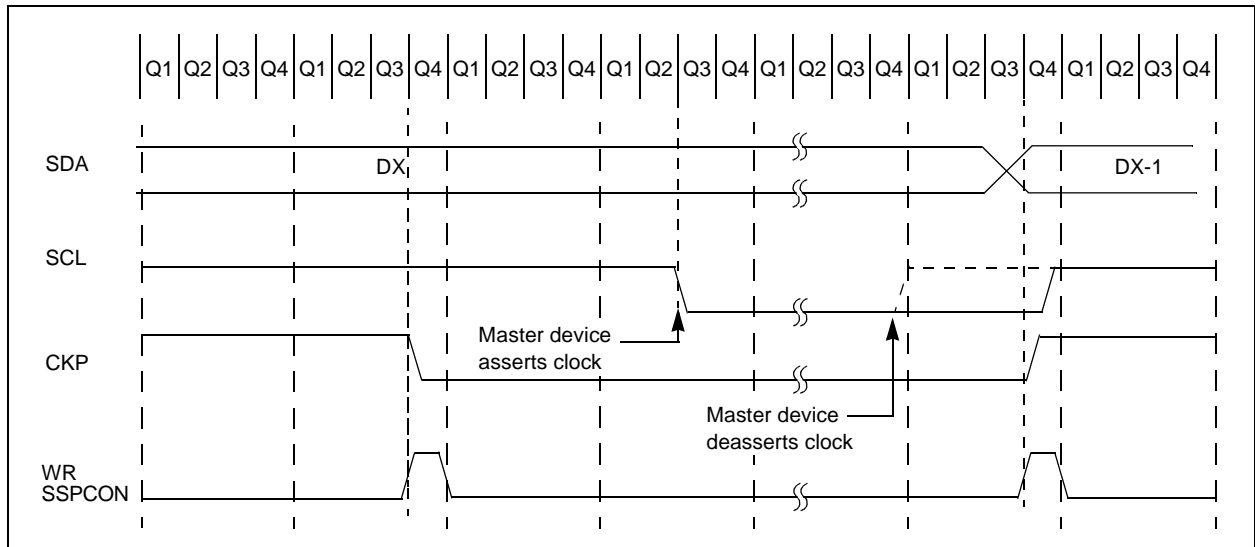 Q1 Q2 Q3 Q4 Q1 Q2 Q3 Q4 Q1 Q2 Q3 Q4 Q1 Q2 Q3 Q4 Q1 Q2 Q3 Q4 Q1 Q2 Q3 Q4 Q1 Q2 Q3 Q4
SDA
DX
DX-1
SCL
Master device
asserts clock
CKP
Master device
deasserts clock
WR
SSPCON